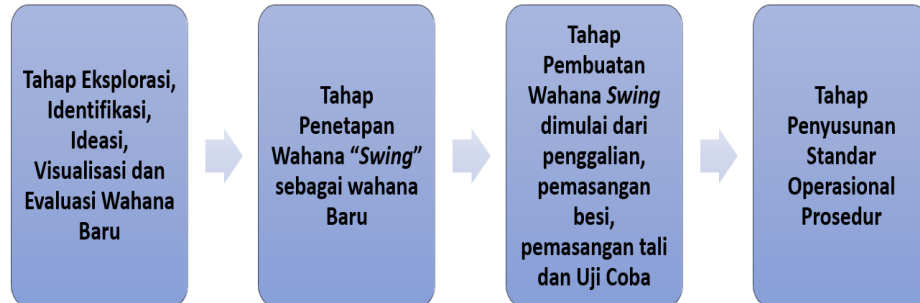 Tahap Eksplorasi,
Identifikasi,
Ideasi,
Visualisasi dan
Evaluasi Wahana
Baru
Tahap
Penetapan
Wahana “Swing”
sebagai wahana
Baru
Tahap
Pembuatan
Wahana Swing
dimulai dari
penggalian,
pemasangan
besi,
pemasangan tali
dan Uji Coba
Tahap
Penyusunan
Standar
Operasional
Prosedur